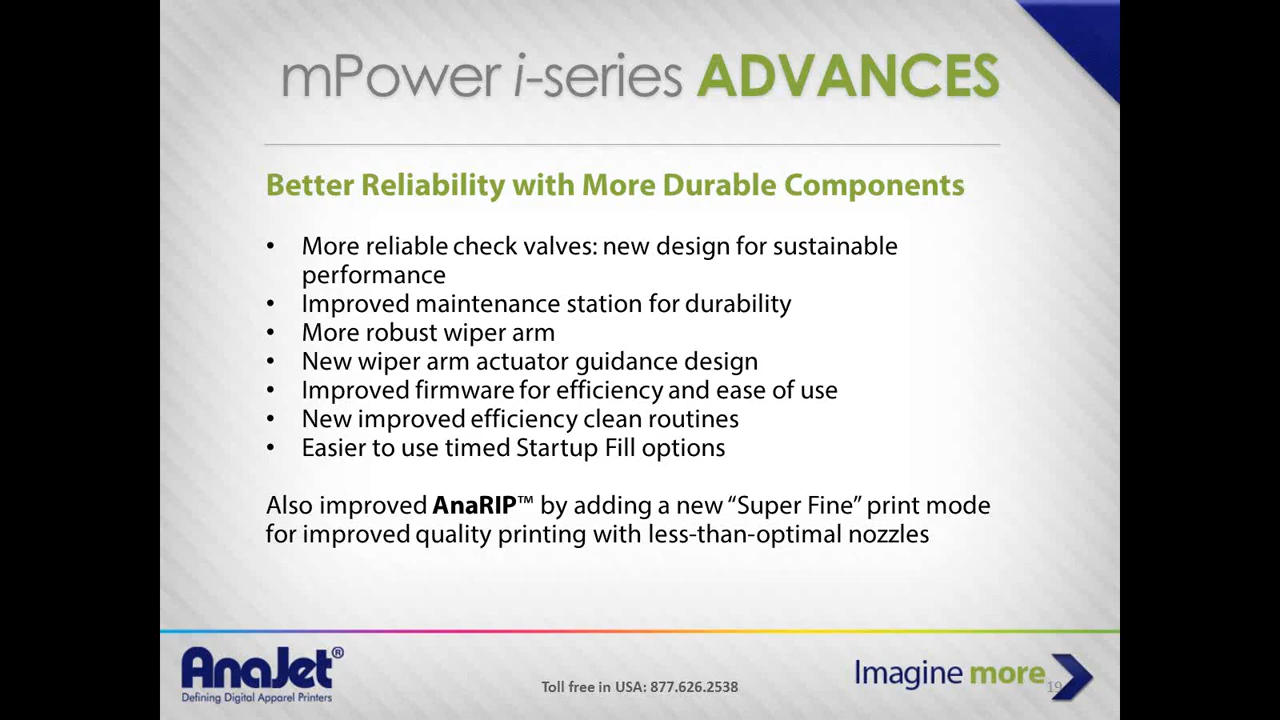 mPower i-series ADVANCES
Better Reliability with More Durable Components
• More reliable check valves: new design for sustainable
performance
• Improved maintenance station for durability
• More robust wiper arm
• New wiper arm actuator guidance design
• Improved firmware for efficiency and ease of use
• New improved efficiency clean routines
• Easier to use timed Startup Fill options
Also improved AnaRIP™ by adding a new “Super Fine” print mode
for improved quality printing with less-than-optimal nozzles
AnaJet®
Defining Digital Apparel Printers
Toll free in USA: 877.626.2538
Imagine more
19